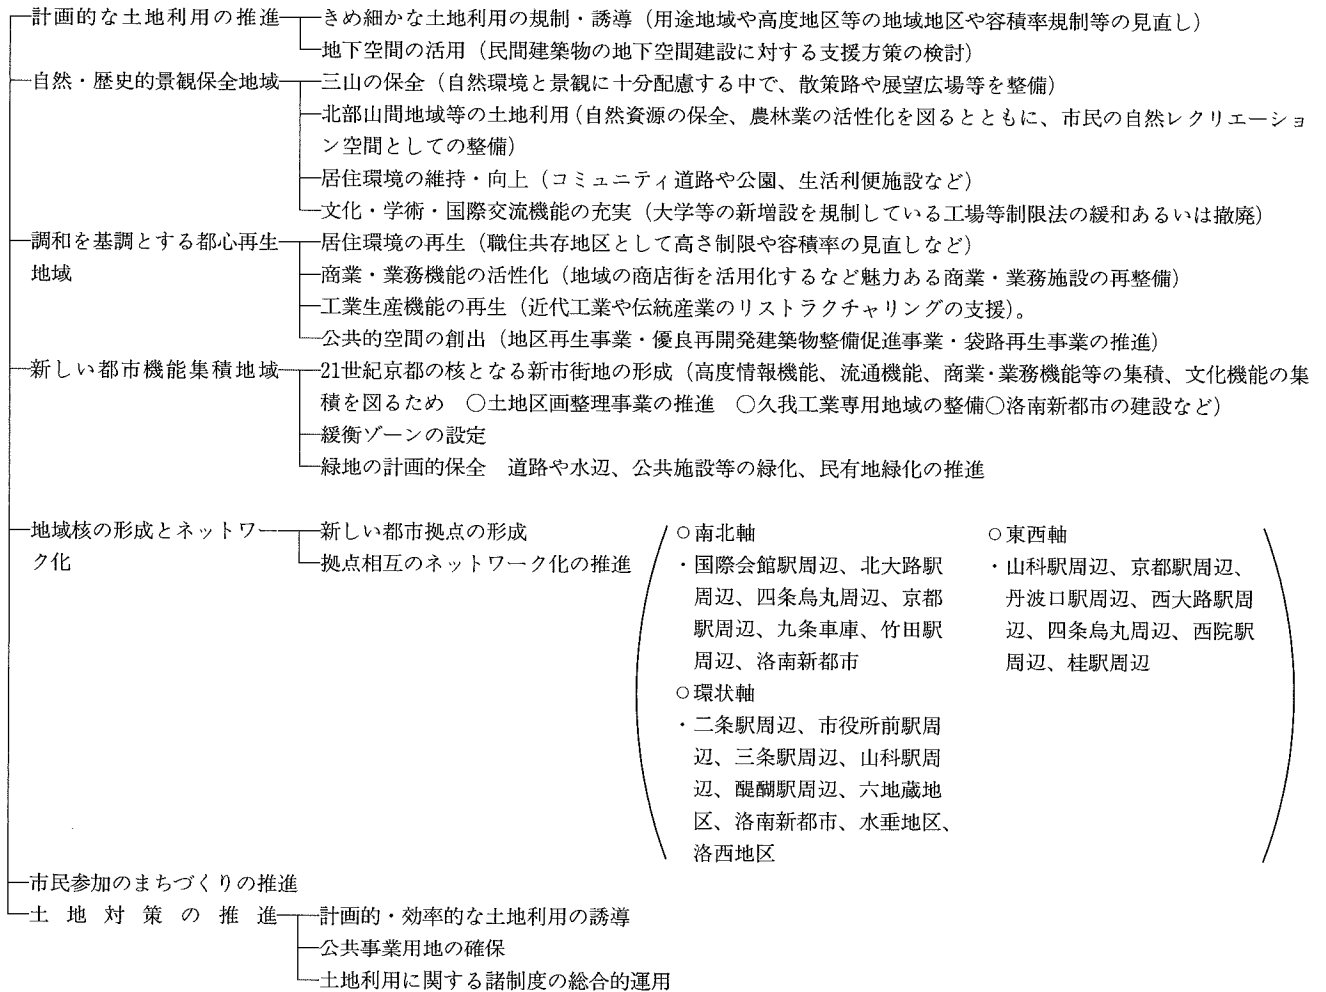 計画的な土地利用の推進
きめ細かな土地利用の規制・誘導（用途地域や高度地区等の地域地区や容積率規制等の見直し）
地下空間の活用（民間建築物の地下空間建設に対する支援方策の検討）
自然・歴史的景観保全地域
三山の保全（自然環境と景観に十分配慮する中で、散策路や展望広場等を整備）
北部山間地域等の土地利用（自然資源の保全、農林業の活性化を図るとともに、市民の自然レクリエーショ
ン空間としての整備）
居住環境の維持・向上（コミュニティ道路や公園、生活利便施設など）
文化・学術・国際交流機能の充実（大学等の新増設を規制している工場等制限法の緩和あるいは撤廃）
調和を基調とする都心再生
地域
居住環境の再生（職住共存地区として高さ制限や容積率の見直しなど）
商業・業務機能の活性化（地域の商店街を活用化するなど魅力ある商業・業務施設の再整備）
工業生産機能の再生（近代工業や伝統産業のリストラクチャリングの支援）。
公共的空間の創出（地区再生事業・優良再開発建築物整備促進事業・袋路再生事業の推進）
新しい都市機能集積地域
21世紀京都の核となる新市街地の形成（高度情報機能、流通機能、商業・業務機能等の集積、文化機能の集
積を図るため　○土地区画整理事業の推進　○久我工業専用地域の整備○洛南新都市の建設など）
緩衝ゾーンの設定
緑地の計画的保全　道路や水辺、公共施設等の緑化、民有地緑化の推進
地域核の形成とネットワー
ク化
新しい都市拠点の形成
拠点相互のネットワーク化の推進
○南北軸
・国際会館駅周辺、北大路駅
周辺、四条烏丸周辺、京都
駅周辺、九条車庫、竹田駅
周辺、洛南新都市
○環状軸
・二条駅周辺、市役所前駅周
辺、三条駅周辺、山科駅周
辺、醍醐駅周辺、六地蔵地
区、洛南新都市、水垂地区、
洛西地区
○東西軸
・山科駅周辺、京都駅周辺、
丹波口駅周辺、西大路駅周
辺、四条烏丸周辺、西院駅
周辺、桂駅周辺
市民参加のまちづくりの推進
土地対策の推進
計画的・効率的な土地利用の誘導
公共事業用地の確保
土地利用に関する諸制度の総合的運用